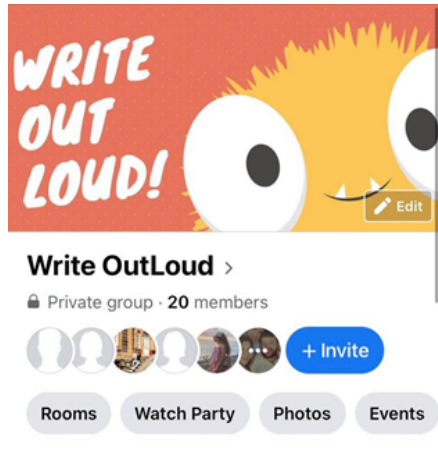 WRITE
OUT
LOUD!
Edit
Write OutLoud >
Private group · 20 members
+ Invite
Rooms Watch Party Photos Events